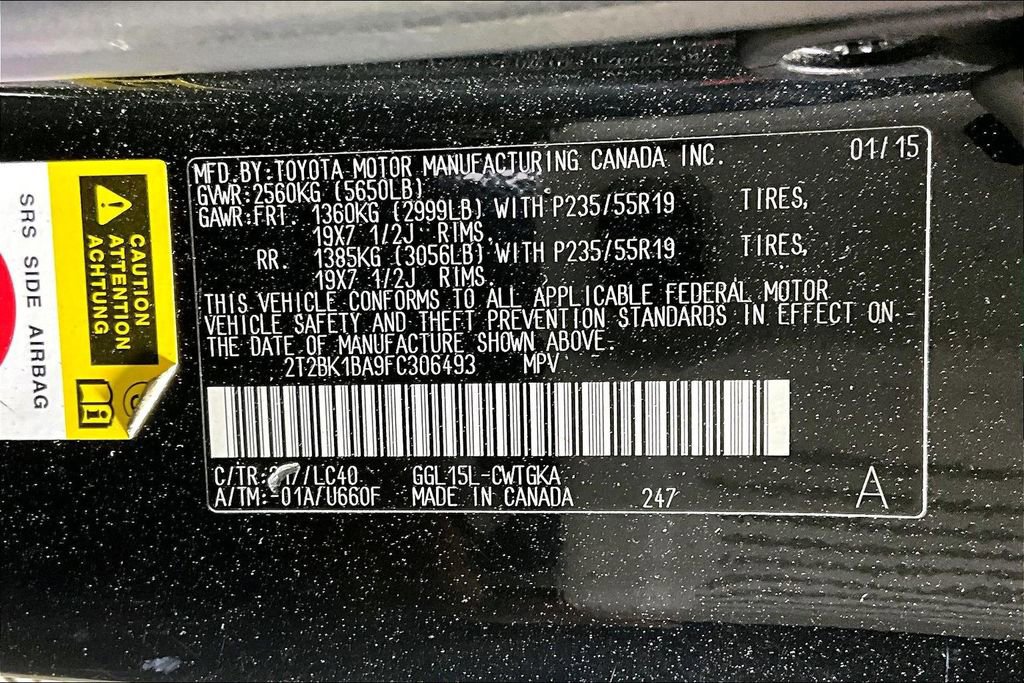 MFD. BY: TOYOTA MOTOR MANUFACTURING CANADA INC. 01/15
GVWR: 2560KG (5650LB)
GAWR: FRT. 1360KG (2999LB) WITH P235/55R19 TIRES,
19X7 1/2J RIMS.
RR. 1385KG (3056LB) WITH P235/55R19 TIRES,
19X7 1/2J RIMS.
THIS VEHICLE CONFORMS TO ALL APPLICABLE FEDERAL MOTOR
VEHICLE SAFETY AND THEFT PREVENTION STANDARDS IN EFFECT ON
THE DATE OF MANUFACTURE SHOWN ABOVE.
2T2BK1BA9FC306493 MPV
C/TR: /LC40 GGL15L-CWTGKA
A/TM:-01A/U660F MADE IN CANADA 247 A
CAUTION
ATTENTION
ACHTUNG
SRS SIDE AIRBAG